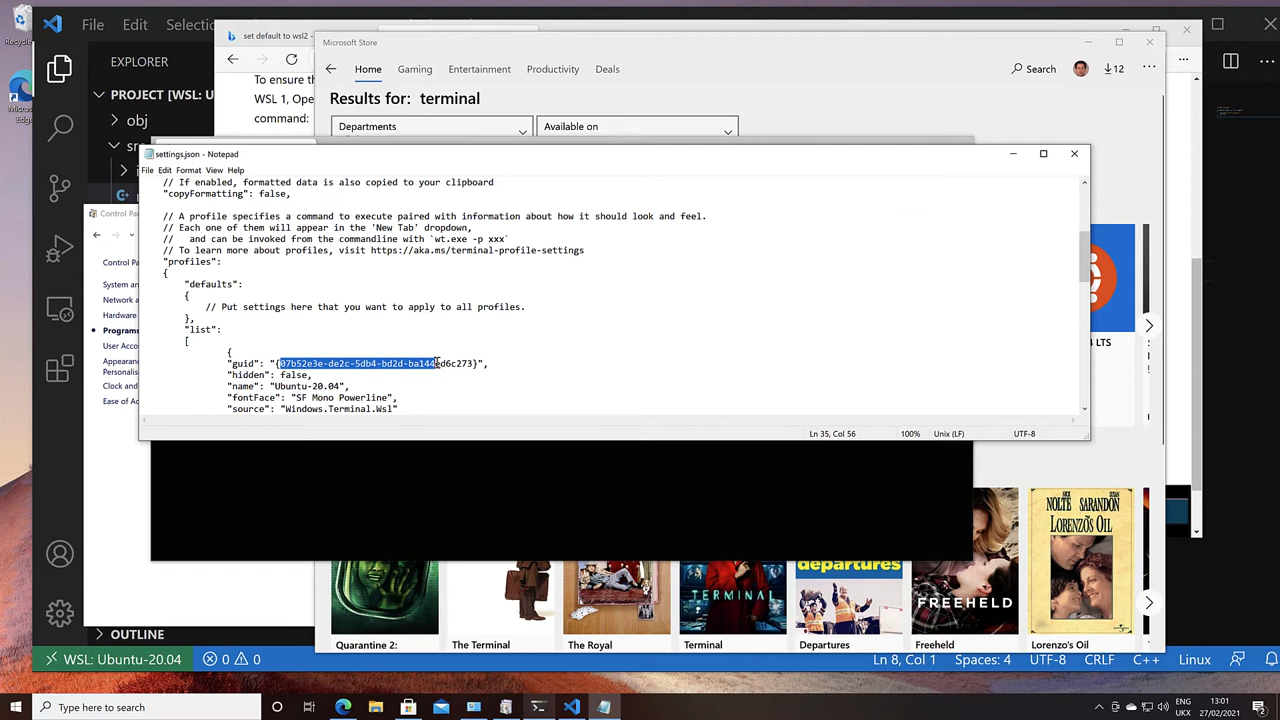 Recycle
Microsoft
Edge
File
Edit
Selecti
EXPLORER
PROJECT [WSL: U
obj
OUTLINE
WSL: Ubuntu-20.04
0
0
Ln 8, Col 1
Spaces: 4
UTF-8
CRLF
C++
Linux
set default to wsl2 -
To ensure th
WSL 1, Ope
command:
Control Pa
Control Pa
System an
Network a
Hardware
Programs
User Acco
Appearanc
Personalis
Clock and
Ease of Ac
Microsoft Store
Home
Gaming
Entertainment
Productivity
Deals
Search
12
Results for: terminal
Departments
Available on
4 LTS
NICK
NOLTE
SUSAN
SARANDON
LORENZO'S OIL
TERMINAL
departures
FREEHELD
Quarantine 2:
The Terminal
The Royal
Terminal
Departures
Freeheld
Lorenzo's Oil
settings.json - Notepad
File Edit Format View Help
// If enabled, formatted data is also copied to your clipboard
"copyFormatting": false,
// A profile specifies a command to execute paired with information about how it should look and feel.
// Each one of them will appear in the 'New Tab' dropdown,
//   and can be invoked from the commandline with `wt.exe -p xxx`
// To learn more about profiles, visit https://aka.ms/terminal-profile-settings
"profiles":
{
"defaults":
{
// Put settings here that you want to apply to all profiles.
},
"list":
[
{
"guid": "{07b52e3e-de2c-5db4-bd2d-ba144ed6c273}",
"hidden": false,
"name": "Ubuntu-20.04",
"fontFace": "SF Mono Powerline",
"source": "Windows.Terminal.Wsl"
Ln 35, Col 56
100%
Unix (LF)
UTF-8
Type here to search
ENG
UKX
13:01
27/02/2021
2